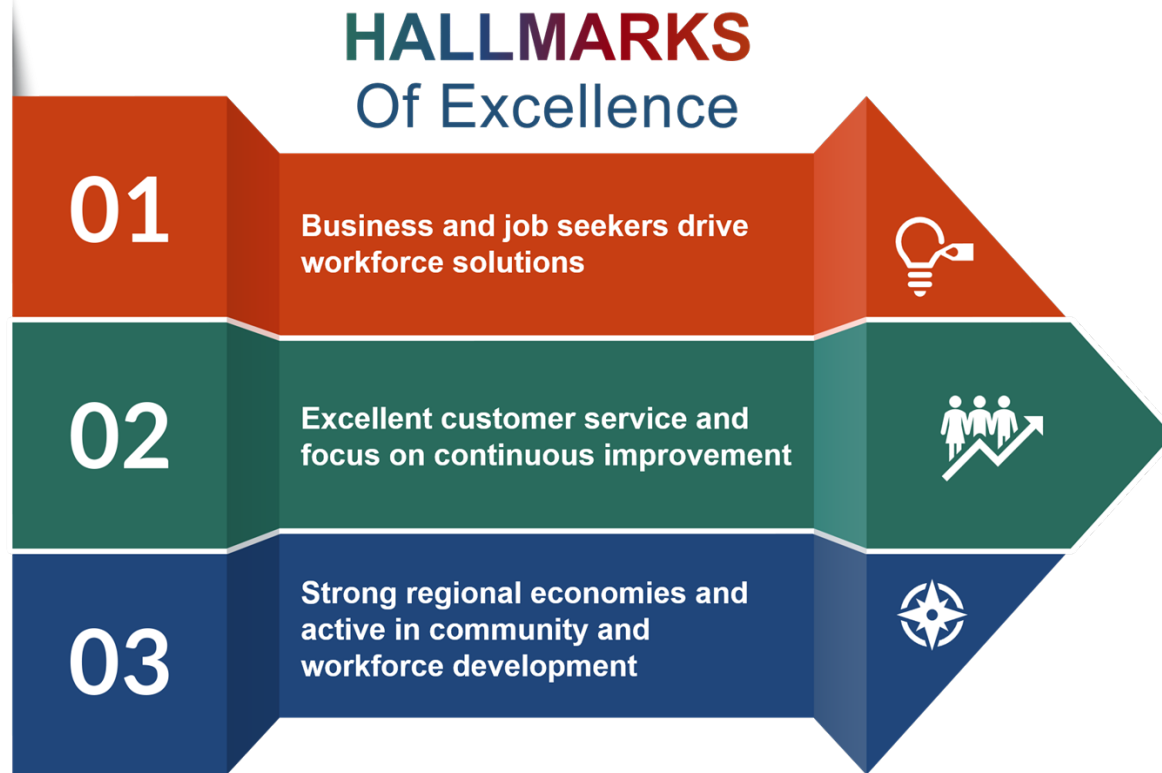 HALLMARKS
Of Excellence
01
Business and job seekers drive
workforce solutions
02
Excellent customer service and
focus on continuous improvement
03
Strong regional economies and
active in community and
workforce development